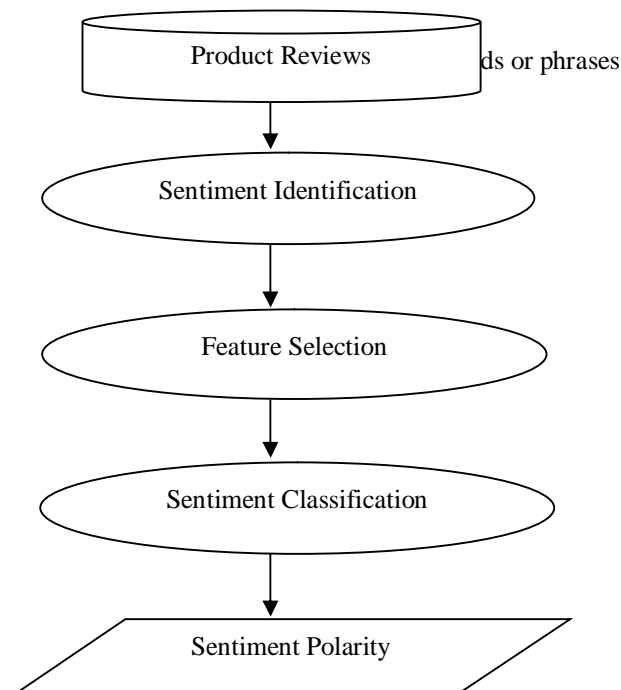 Product Reviews
ds or phrases
Sentiment Identification
Feature Selection
Sentiment Classification
Sentiment Polarity